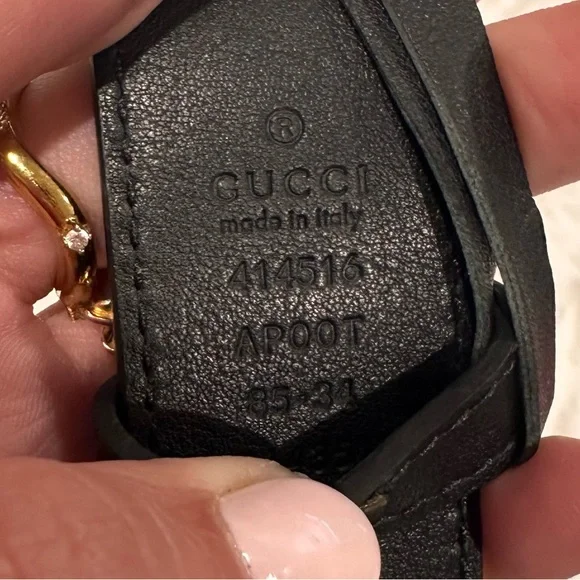 ®
GUCCI
made in Italy
414516
AP00T
85·34